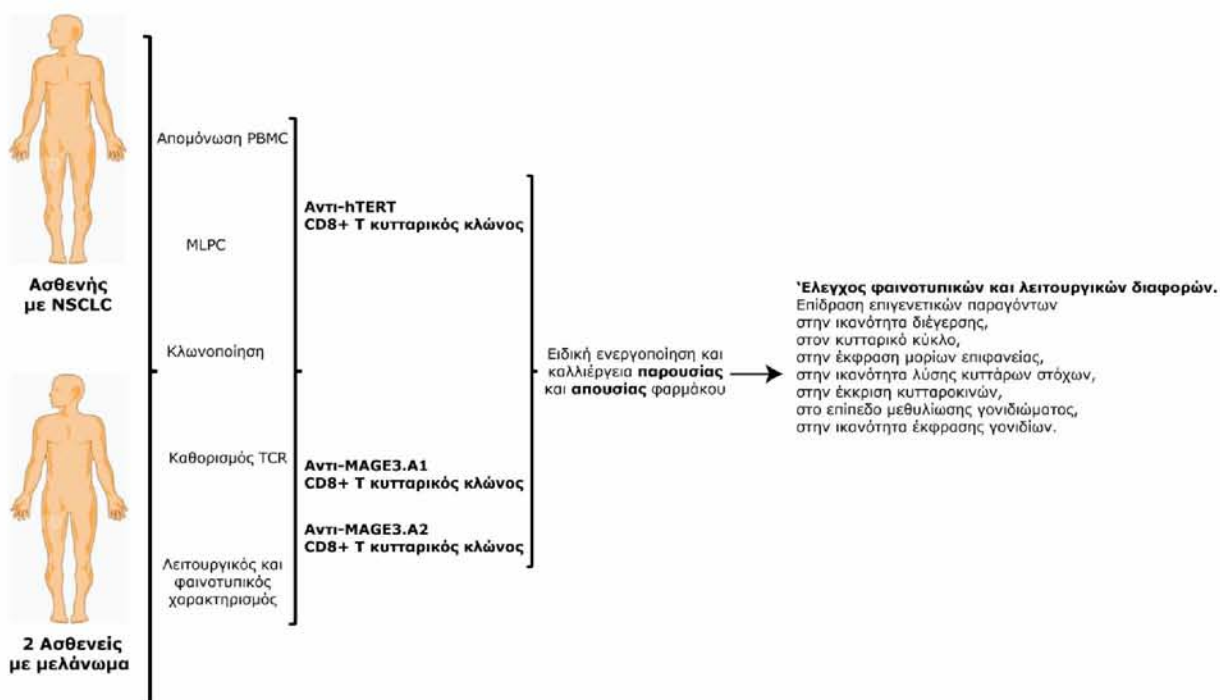 Ασθενής
με NSCLC
2 Ασθενείς
με μελάνωμα
Απομόνωση PBMC
MLPC
Κλωνοποίηση
Καθορισμός TCR
Λειτουργικός και
φαινοτυπικός
χαρακτηρισμός
Αντι-hTERT
CD8+ Τ κυτταρικός κλώνος
Αντι-MAGE3.A1
CD8+ Τ κυτταρικός κλώνος
Αντι-MAGE3.A2
CD8+ Τ κυτταρικός κλώνος
Ειδική ενεργοποίηση και
καλλιέργεια παρουσίας
και απουσίας φαρμάκου
Έλεγχος φαινοτυπικών και λειτουργικών διαφορών.
Επίδραση επιγενετικών παραγόντων
στην ικανότητα διέγερσης,
στον κυτταρικό κύκλο,
στην έκφραση μορίων επιφανείας,
στην ικανότητα λύσης κυττάρων στόχων,
στην έκκριση κυτταροκινών,
στο επίπεδο μεθυλίωσης γονιδιώματος,
στην ικανότητα έκφρασης γονιδίων.